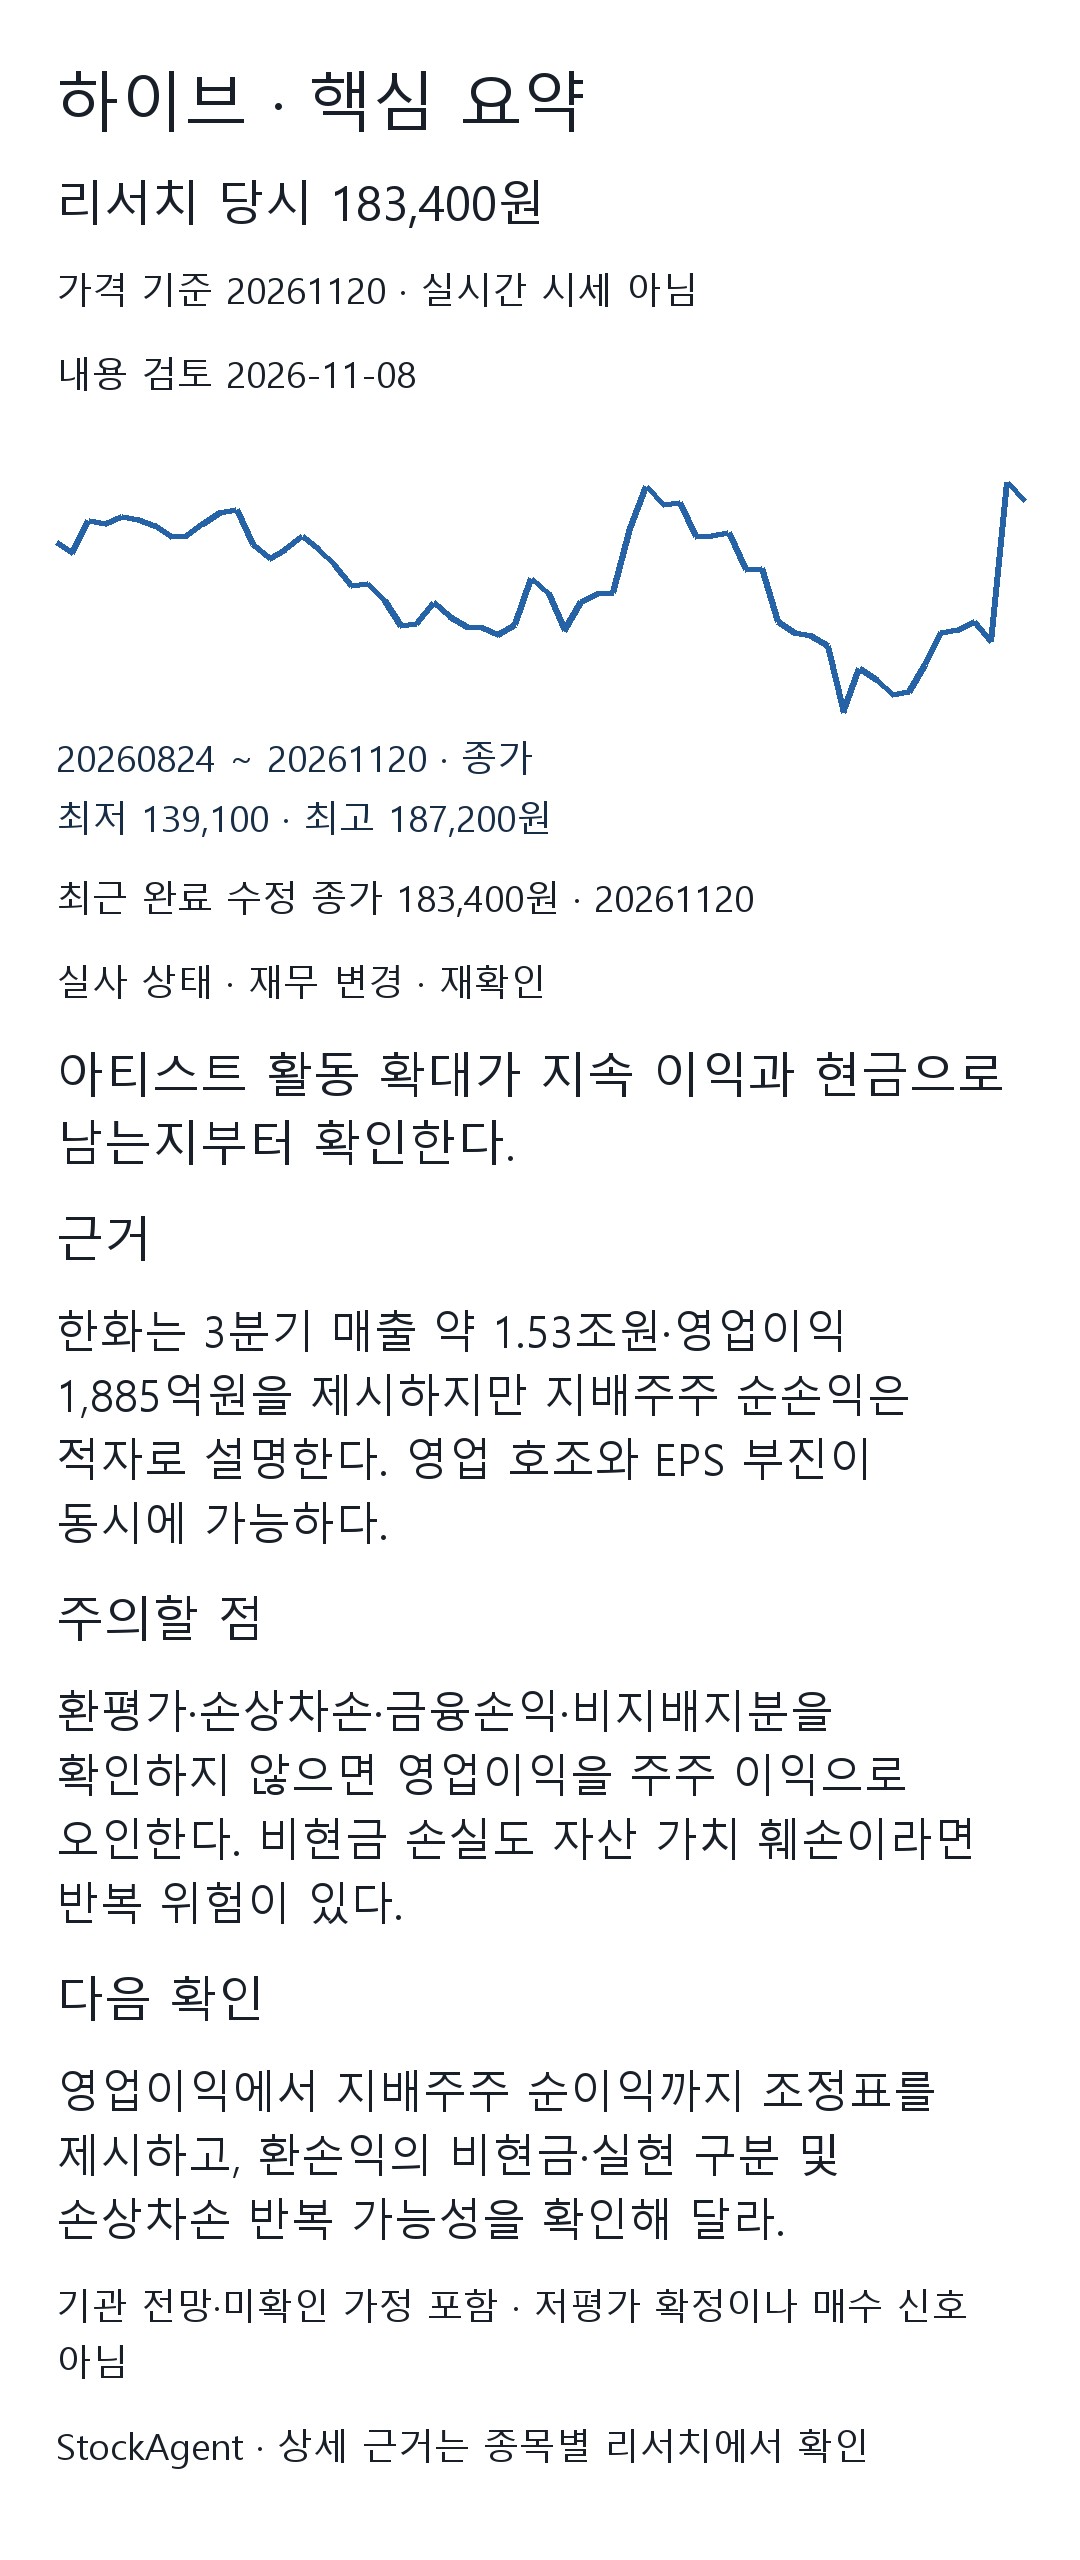 하이브 · 핵심 요약
리서치 당시 183,400원
가격 기준 20261120 · 실시간 시세 아님
내용 검토 2026-11-08
20260824 ~ 20261120 · 종가
최저 139,100 · 최고 187,200원
최근 완료 수정 종가 183,400원 · 20261120
실사 상태 · 재무 변경 · 재확인
아티스트 활동 확대가 지속 이익과 현금으로
남는지부터 확인한다.
근거
한화는 3분기 매출 약 1.53조원·영업이익
1,885억원을 제시하지만 지배주주 순손익은
적자로 설명한다. 영업 호조와 EPS 부진이
동시에 가능하다.
주의할 점
환평가·손상차손·금융손익·비지배지분을
확인하지 않으면 영업이익을 주주 이익으로
오인한다. 비현금 손실도 자산 가치 훼손이라면
반복 위험이 있다.
다음 확인
영업이익에서 지배주주 순이익까지 조정표를
제시하고, 환손익의 비현금·실현 구분 및
손상차손 반복 가능성을 확인해 달라.
기관 전망·미확인 가정 포함 · 저평가 확정이나 매수 신호
아님
StockAgent · 상세 근거는 종목별 리서치에서 확인